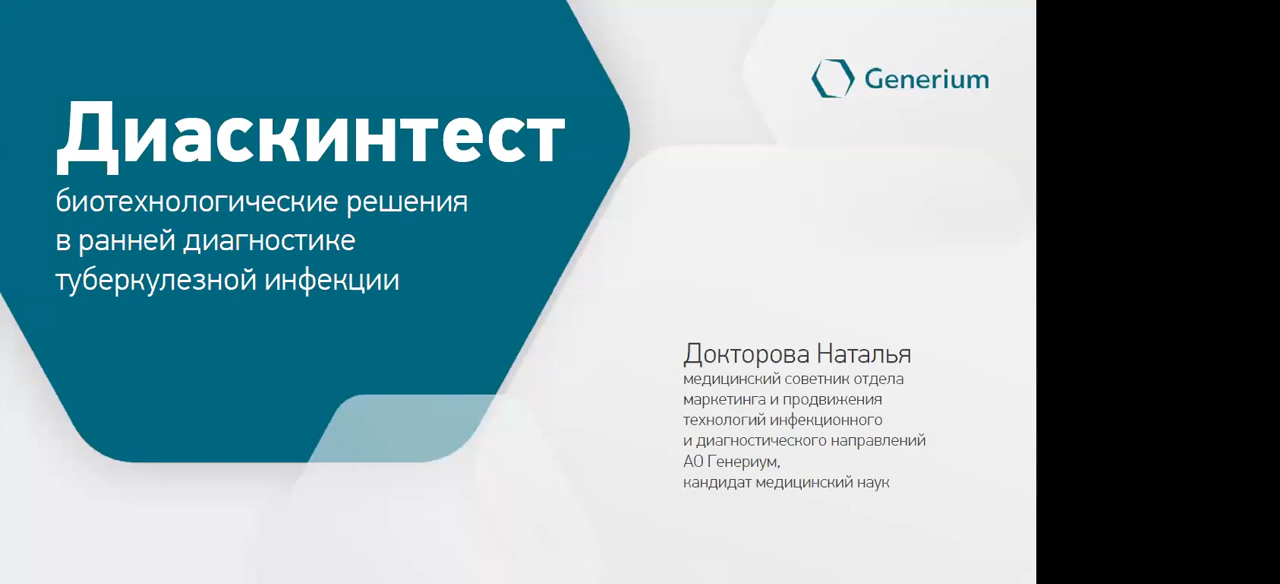 Generium
Диаскинтест
биотехнологические решения
в ранней диагностике
туберкулезной инфекции
Докторова Наталья
медицинский советник отдела
маркетинга и продвижения
технологий инфекционного
и диагностического направлений
АО Генериум,
кандидат медицинский наук